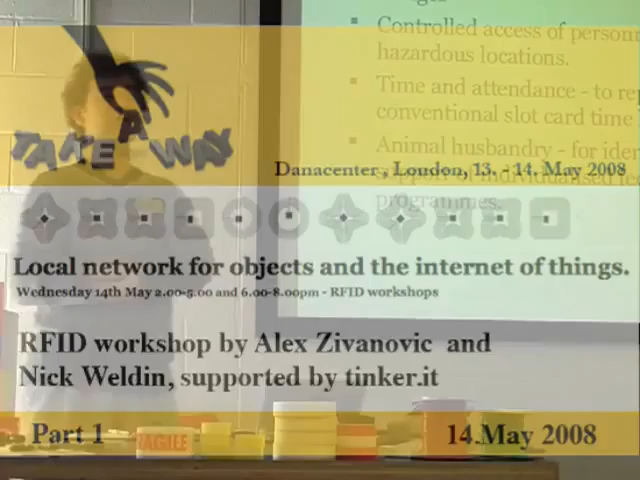 Controlled access of
hazardous locations.
Time and attendance - to
conventional slot card time
Animal husbandry - for
programmes.
TAKE A WAY
Danacenter , London, 13. - 14. May 2008
Local network for objects and the internet of things.
Wednesday 14th May 2.00-5.00 and 6.00-8.00pm - RFID workshops
RFID workshop by Alex Zivanovic and
Nick Weldin, supported by tinker.it
FRAGILE
Part 1
14.May 2008